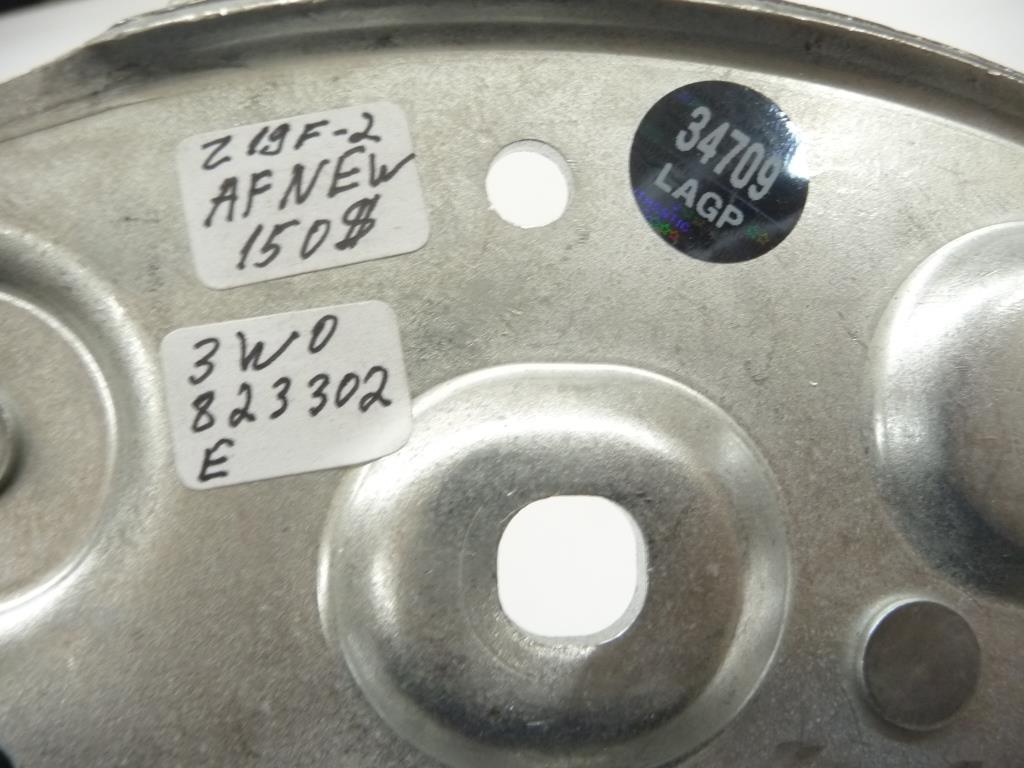 Z19F-2
AFNEW
150$
34709
LAGP
3W0
823302
E